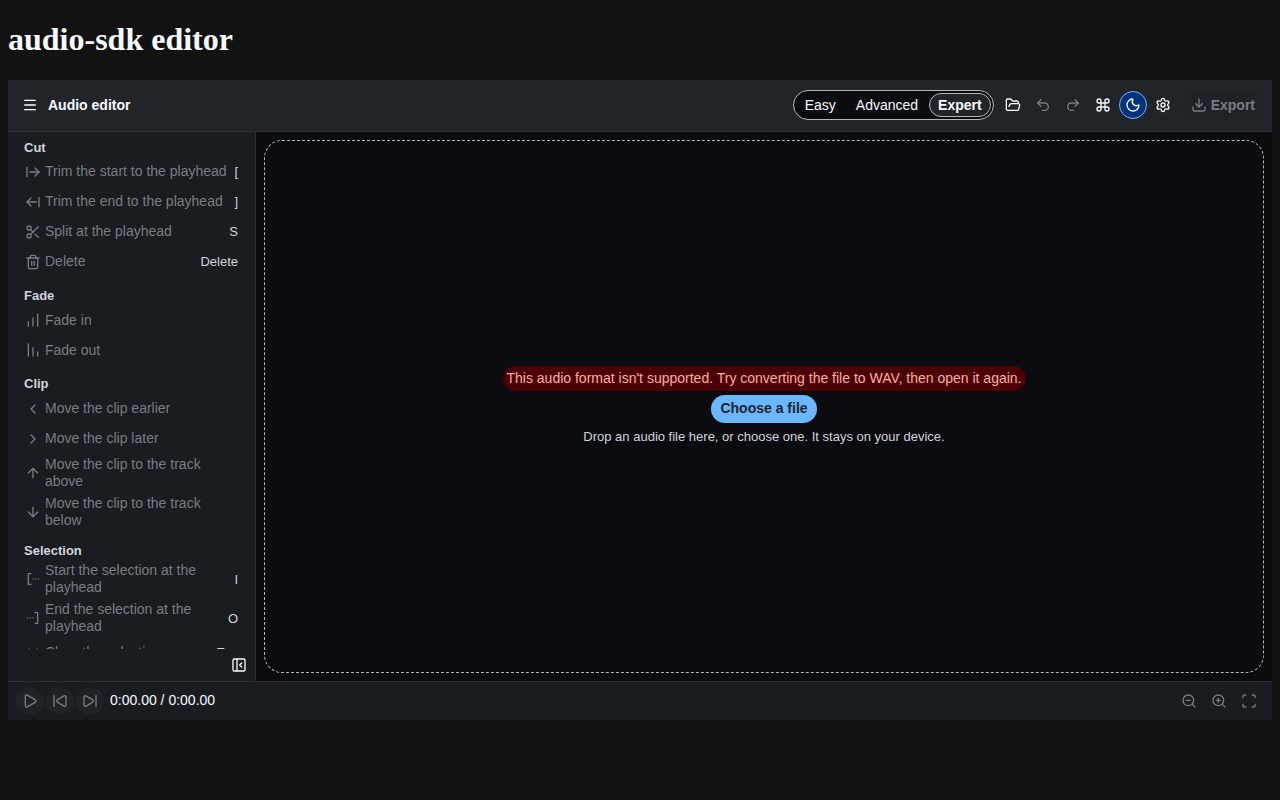 audio-sdk editor
Audio editor
Easy Advanced Expert
Export
Cut
Trim the start to the playhead [
Trim the end to the playhead ]
Split at the playhead S
Delete Delete
Fade
Fade in
Fade out
Clip
Move the clip earlier
Move the clip later
Move the clip to the track
above
Move the clip to the track
below
Selection
Start the selection at the
playhead I
End the selection at the
playhead O
This audio format isn't supported. Try converting the file to WAV, then open it again.
Choose a file
Drop an audio file here, or choose one. It stays on your device.
0:00.00 / 0:00.00